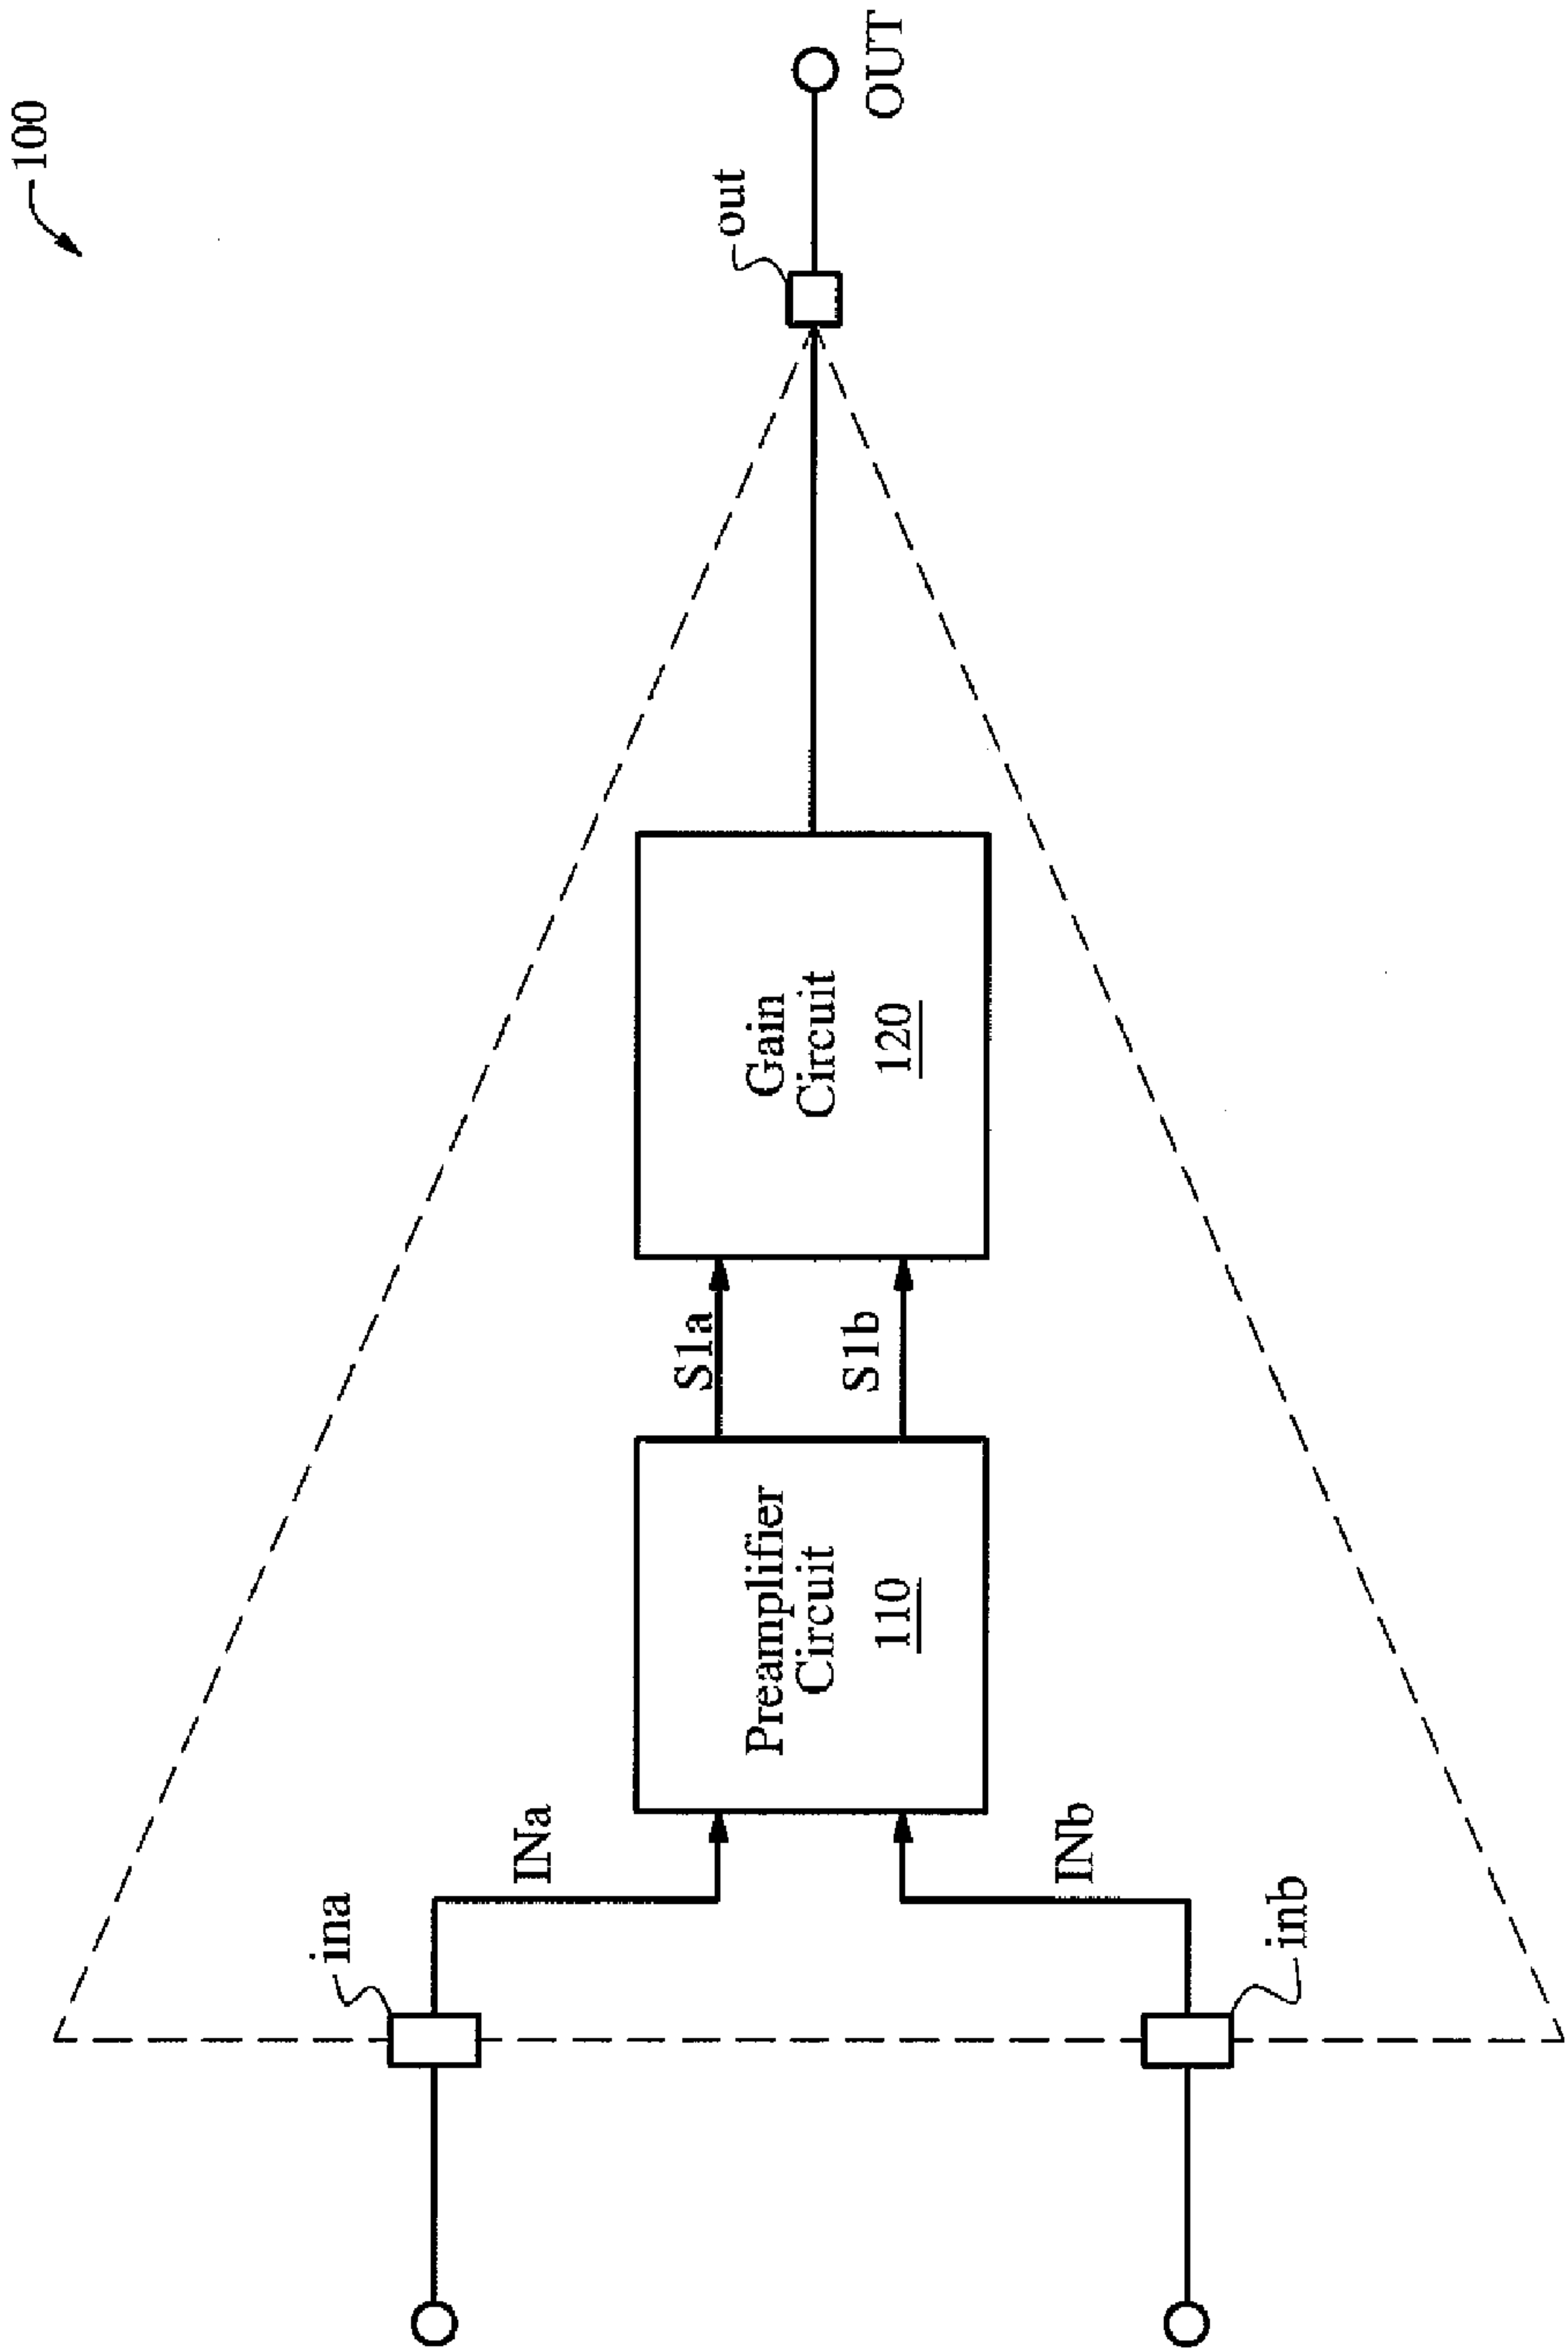 100
ina
INa
Preamplifier
Circuit
110
S1a
S1b
Gain
Circuit
120
out
OUT
INb
inb